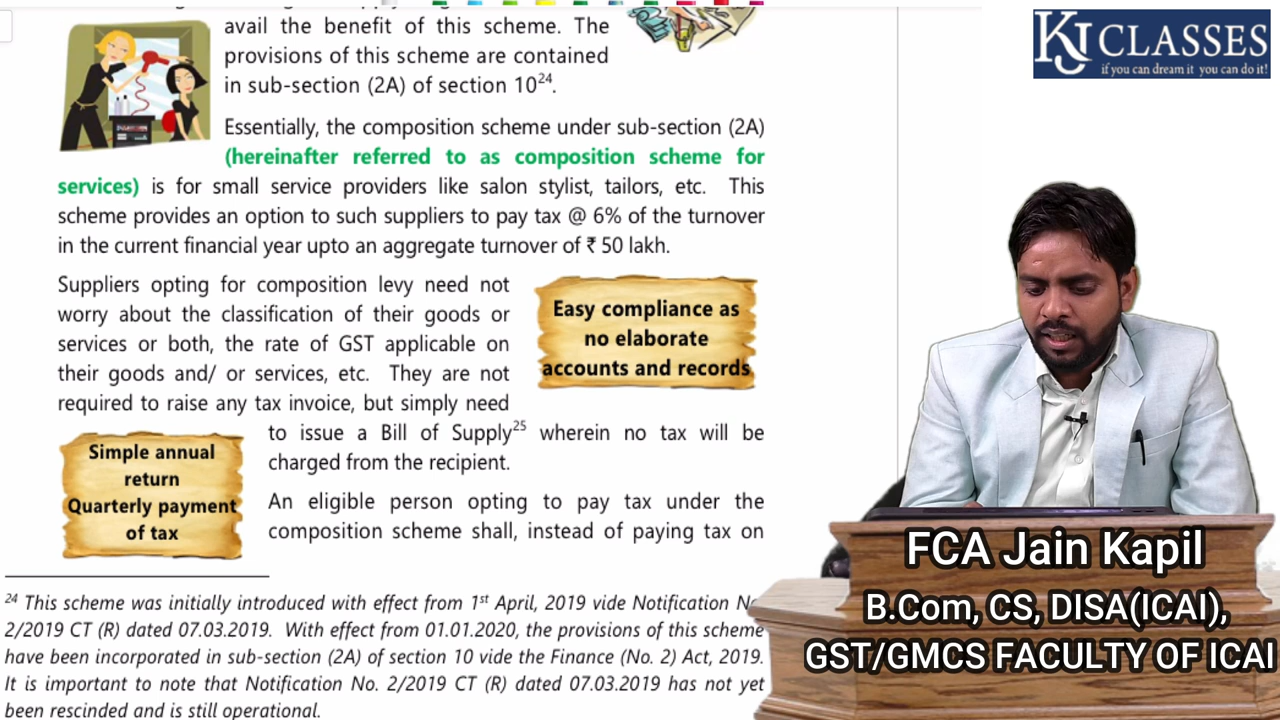 avail the benefit of this scheme. The
provisions of this scheme are contained
in sub-section (2A) of section 10²⁴.
Essentially, the composition scheme under sub-section (2A)
(hereinafter referred to as composition scheme for
services) is for small service providers like salon stylist, tailors, etc. This
scheme provides an option to such suppliers to pay tax @ 6% of the turnover
in the current financial year upto an aggregate turnover of ₹ 50 lakh.
Suppliers opting for composition levy need not
worry about the classification of their goods or
services or both, the rate of GST applicable on
their goods and/ or services, etc. They are not
required to raise any tax invoice, but simply need
to issue a Bill of Supply²⁵ wherein no tax will be
charged from the recipient.
Easy compliance as
no elaborate
accounts and records
Simple annual
return
Quarterly payment
of tax
An eligible person opting to pay tax under the
composition scheme shall, instead of paying tax on
²⁴ This scheme was initially introduced with effect from 1ˢᵗ April, 2019 vide Notification
2/2019 CT (R) dated 07.03.2019. With effect from 01.01.2020, the provisions of this scheme
have been incorporated in sub-section (2A) of section 10 vide the Finance (No. 2) Act, 2019.
It is important to note that Notification No. 2/2019 CT (R) dated 07.03.2019 has not yet
been rescinded and is still operational.
KJ CLASSES
if you can dream it you can do it!
FCA Jain Kapil
B.Com, CS, DISA(ICAI),
GST/GMCS FACULTY OF ICAI